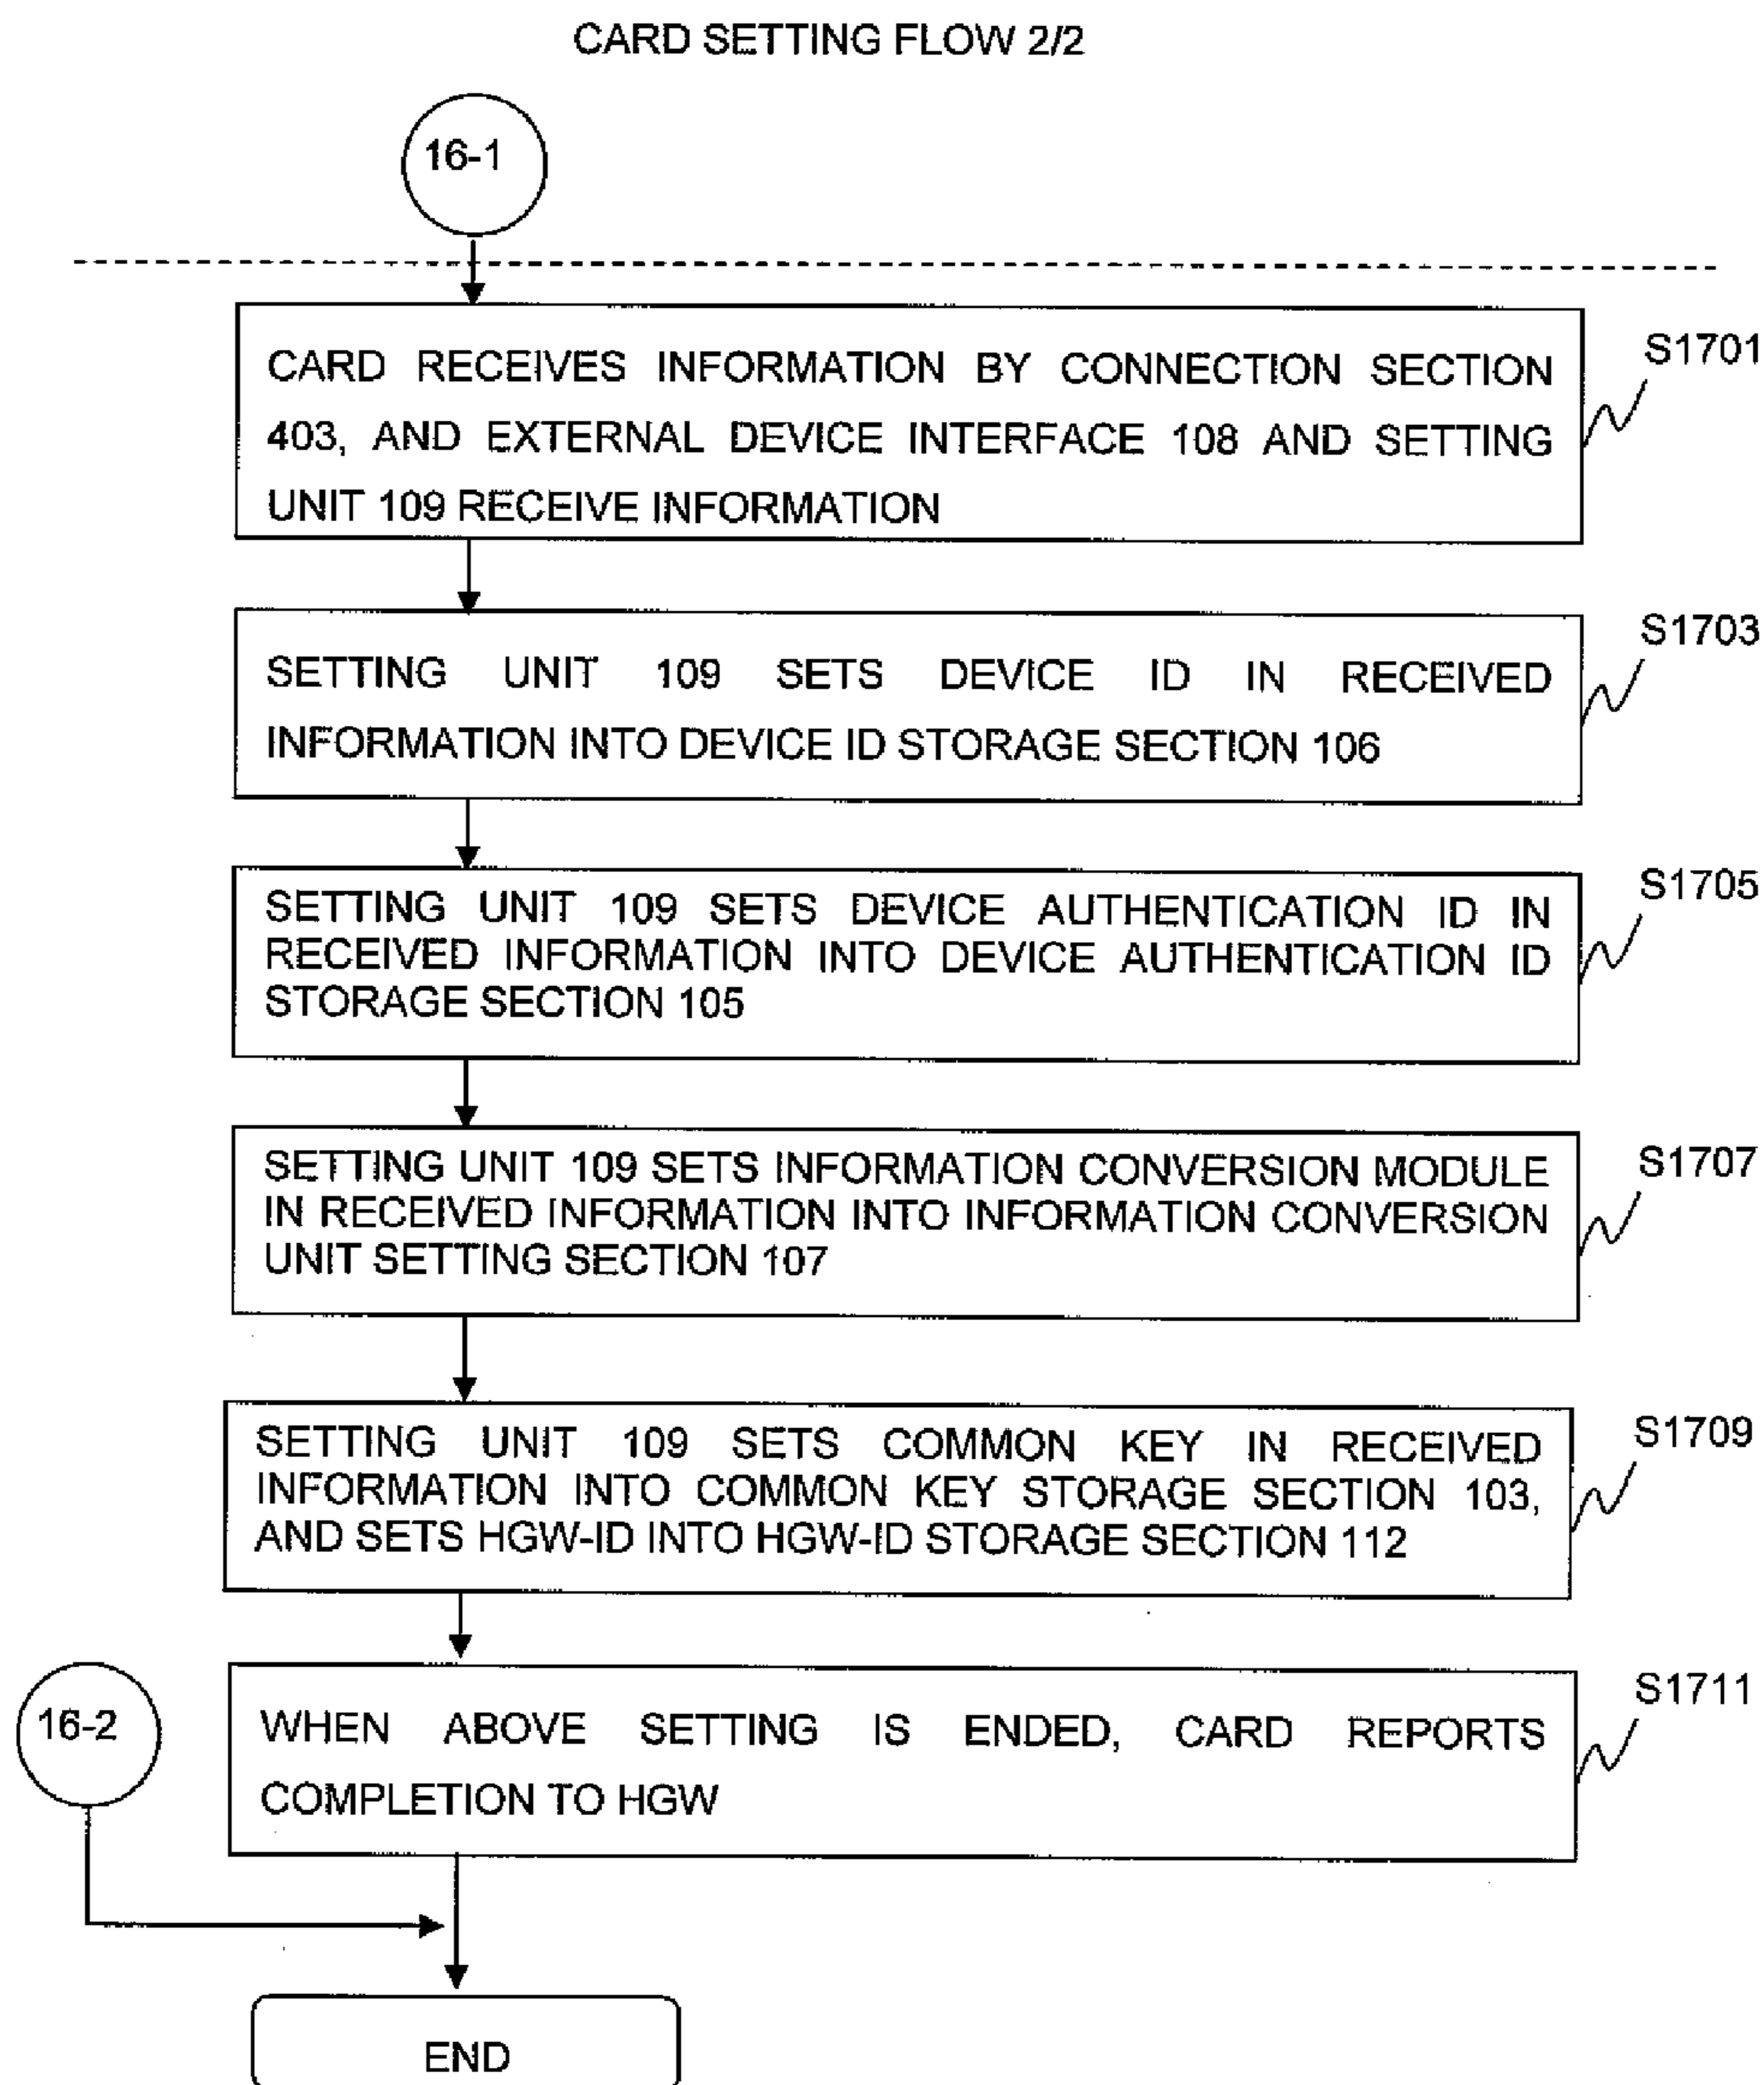 CARD SETTING FLOW 2/2
16-1
CARD RECEIVES INFORMATION BY CONNECTION SECTION
403, AND EXTERNAL DEVICE INTERFACE 108 AND SETTING
UNIT 109 RECEIVE INFORMATION
S1701
SETTING UNIT 109 SETS DEVICE ID IN RECEIVED
INFORMATION INTO DEVICE ID STORAGE SECTION 106
S1703
SETTING UNIT 109 SETS DEVICE AUTHENTICATION ID IN
RECEIVED INFORMATION INTO DEVICE AUTHENTICATION ID
STORAGE SECTION 105
S1705
SETTING UNIT 109 SETS INFORMATION CONVERSION MODULE
IN RECEIVED INFORMATION INTO INFORMATION CONVERSION
UNIT SETTING SECTION 107
S1707
SETTING UNIT 109 SETS COMMON KEY IN RECEIVED
INFORMATION INTO COMMON KEY STORAGE SECTION 103,
AND SETS HGW-ID INTO HGW-ID STORAGE SECTION 112
S1709
16-2
WHEN ABOVE SETTING IS ENDED, CARD REPORTS
COMPLETION TO HGW
S1711
END